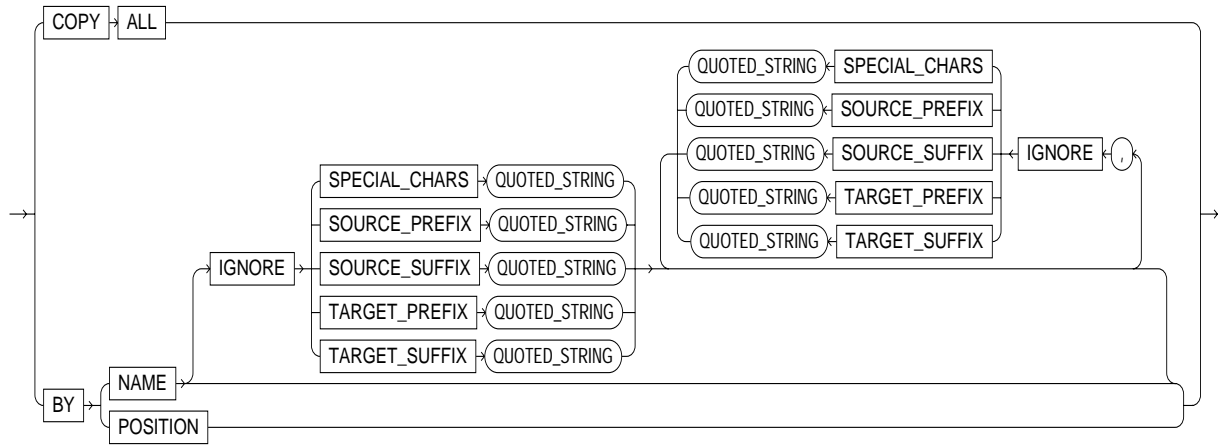 COPY ALL
QUOTED_STRING SPECIAL_CHARS
QUOTED_STRING SOURCE_PREFIX
QUOTED_STRING SOURCE_SUFFIX IGNORE ,
QUOTED_STRING TARGET_PREFIX
QUOTED_STRING TARGET_SUFFIX
SPECIAL_CHARS QUOTED_STRING
SOURCE_PREFIX QUOTED_STRING
IGNORE SOURCE_SUFFIX QUOTED_STRING
TARGET_PREFIX QUOTED_STRING
TARGET_SUFFIX QUOTED_STRING
NAME
BY
POSITION